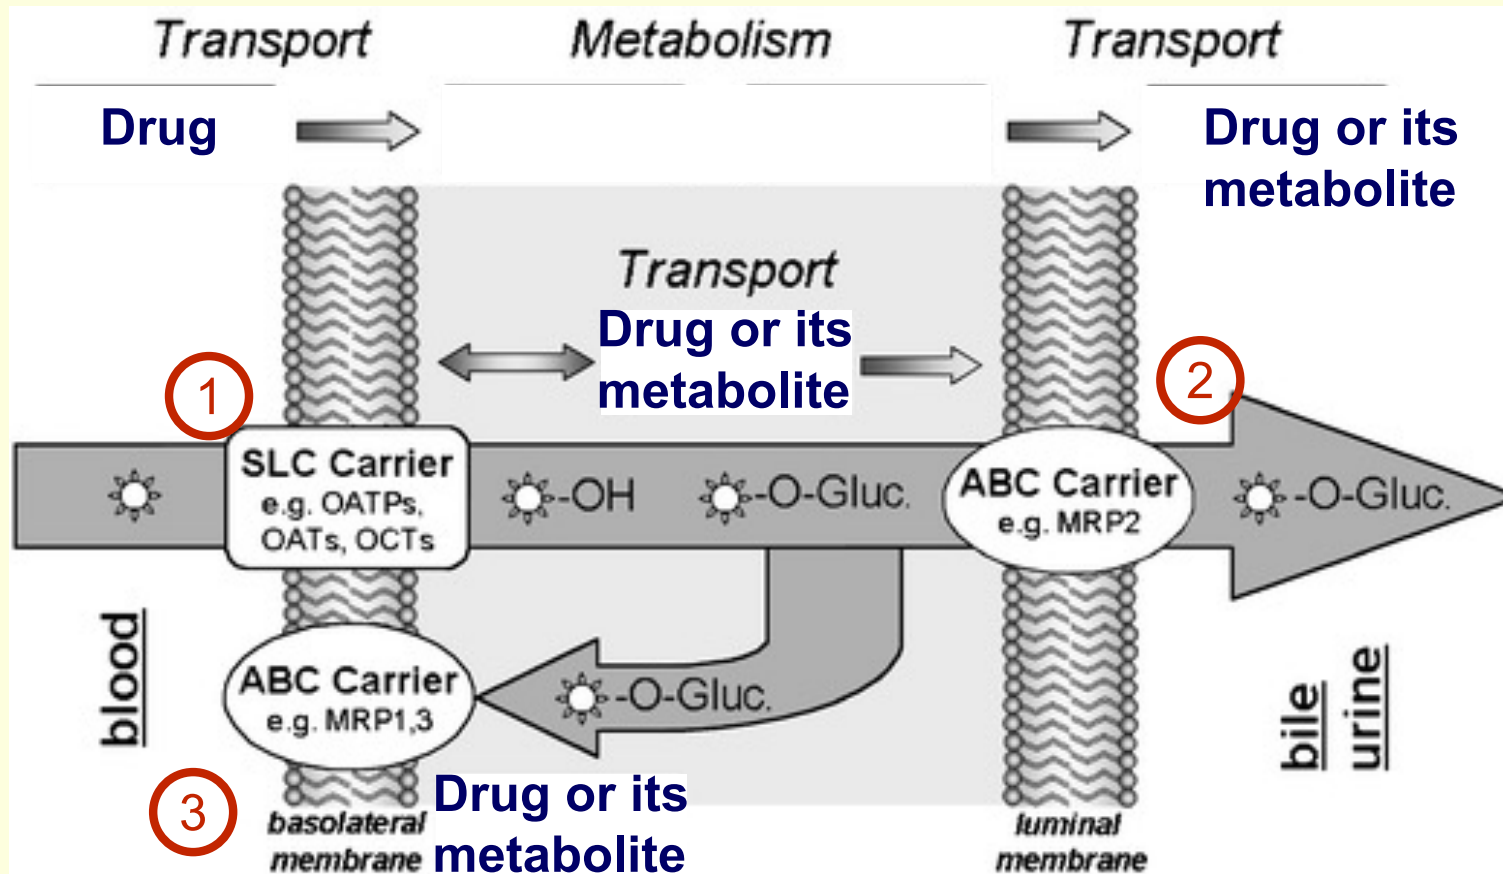 Transport
Metabolism
Transport
Drug
Drug or its
metabolite
Transport
Drug or its
metabolite
1
2
SLC Carrier
e.g. OATPs,
OATs, OCTs
-OH
-O-Gluc.
ABC Carrier
e.g. MRP2
-O-Gluc.
blood
ABC Carrier
e.g. MRP1,3
-O-Gluc.
bile
urine
3
basolateral
membrane
Drug or its
metabolite
luminal
membrane